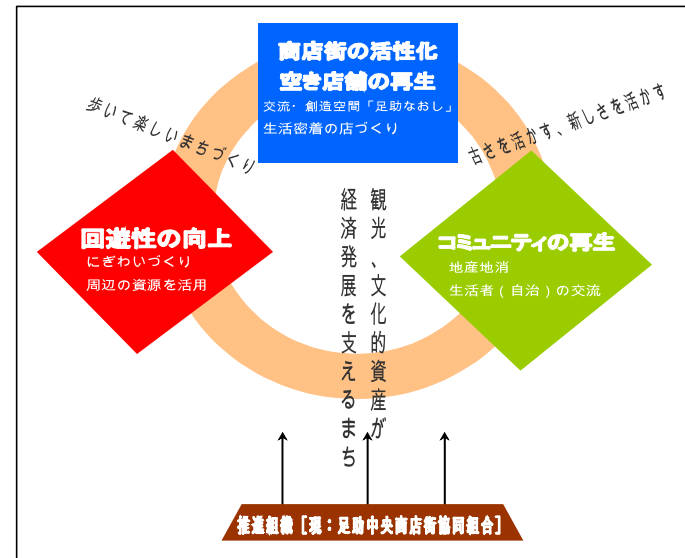 商店街の活性化
空き店舗の再生
交流・創造空間「足助なおし」
生活密着の店づくり
歩いて楽しいまちづくり
古さを活かす、新しさを活かす
回遊性の向上
にぎわいづくり
周辺の資源を活用
コミュニティの再生
地産地消
生活者（自治）の交流
観光、文化的資産が
経済発展を支えるまち
推進組織［現：足助中央商店街協同組合］